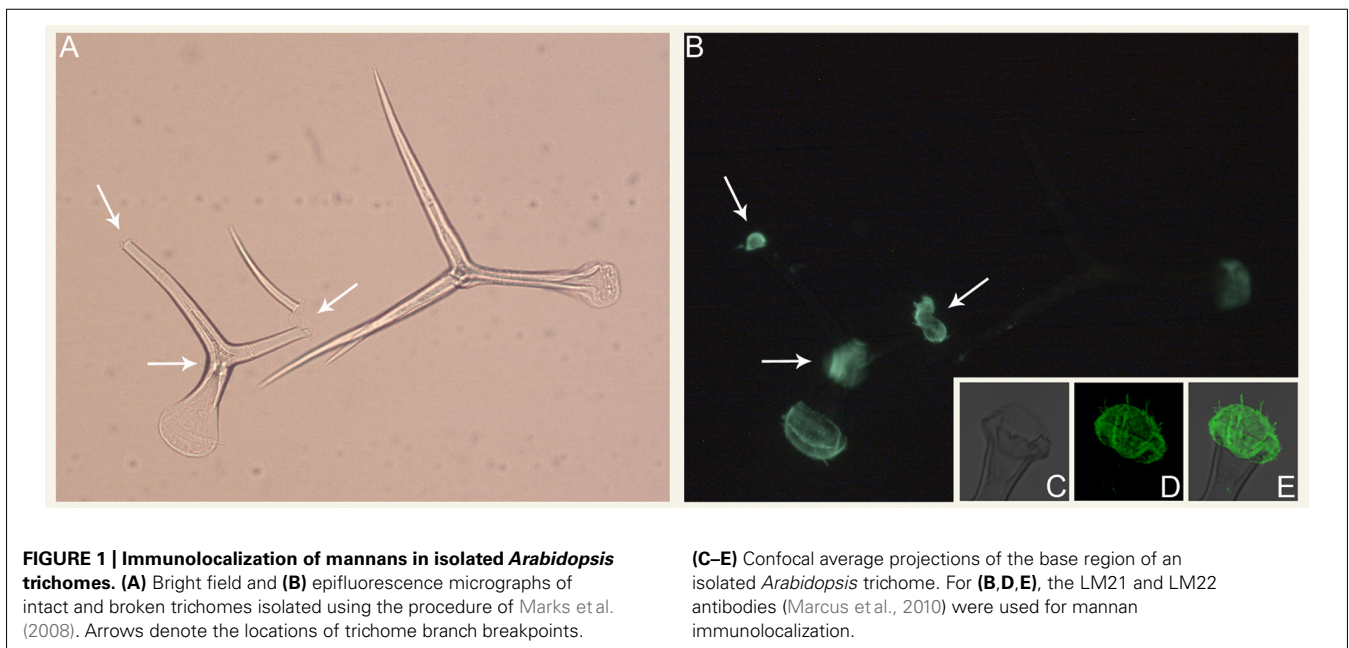 A
B
C
D
E
FIGURE 1 | Immunolocalization of mannans in isolated Arabidopsis
trichomes. (A) Bright field and (B) epifluorescence micrographs of
intact and broken trichomes isolated using the procedure of Marks et al.
(2008). Arrows denote the locations of trichome branch breakpoints.
(C–E) Confocal average projections of the base region of an
isolated Arabidopsis trichome. For (B,D,E), the LM21 and LM22
antibodies (Marcus et al., 2010) were used for mannan
immunolocalization.